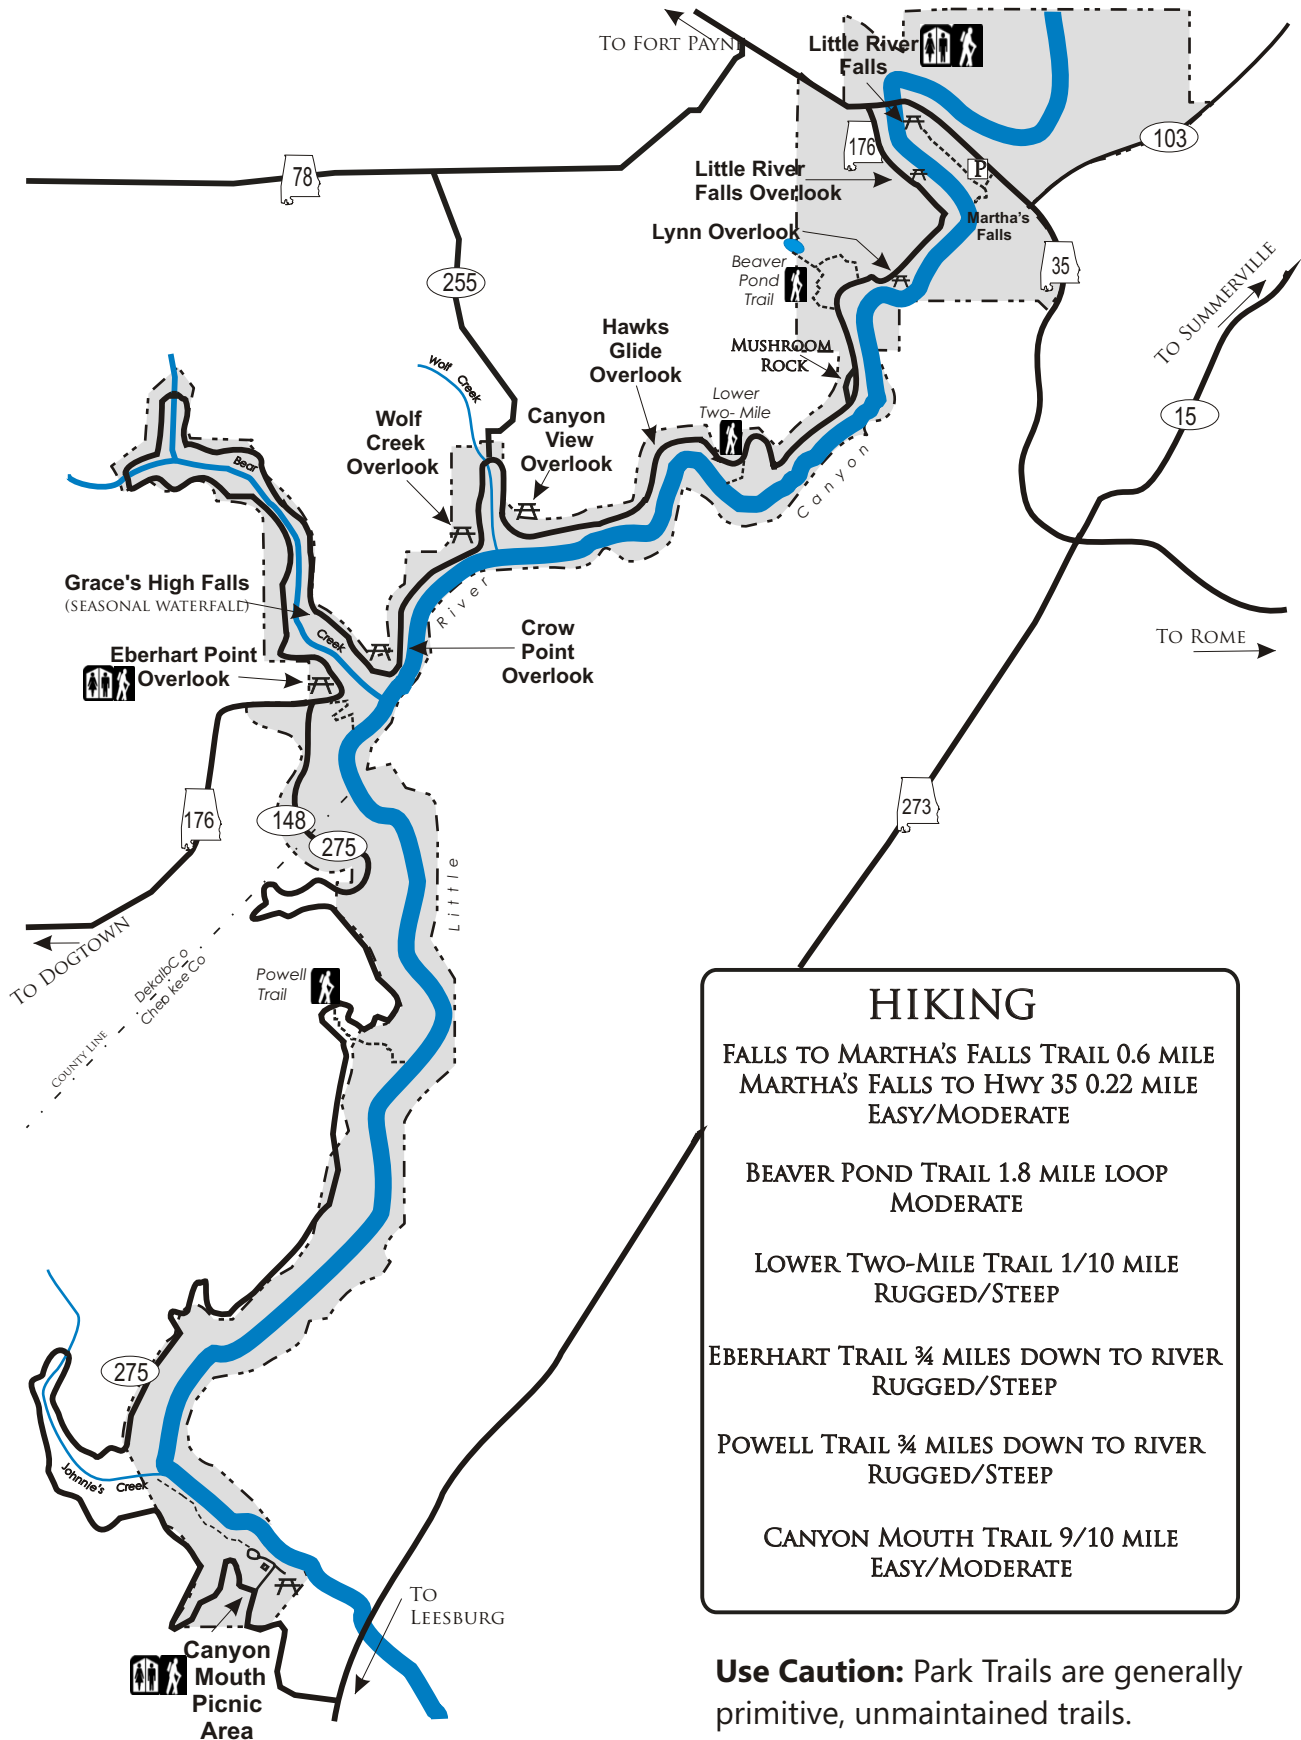 To Fort Payne
Little River
Falls
103
176
78
Little River
Falls Overlook
P
Martha's
Falls
Lynn Overlook
Beaver
Pond
Trail
35
255
To Summerville
Hawks
Glide
Overlook
Mushroom
Rock
Wolf
Creek
Lower
Two- Mile
15
Wolf
Creek
Overlook
Canyon
View
Overlook
Canyon
Bear
Grace's High Falls
(seasonal waterfall)
River
Creek
Crow
Point
Overlook
To Rome
Eberhart Point
Overlook
176
148
275
273
Little
To Dogtown
DekalbC o
Cheo kee Co
County Line
Powell
Trail
HIKING
Falls to Martha's Falls Trail 0.6 mile
Martha's Falls to Hwy 35 0.22 mile
Easy/Moderate
Beaver Pond Trail 1.8 mile loop
Moderate
Lower Two-Mile Trail 1/10 mile
Rugged/Steep
Eberhart Trail ¾ miles down to river
Rugged/Steep
Powell Trail ¾ miles down to river
Rugged/Steep
Canyon Mouth Trail 9/10 mile
Easy/Moderate
275
Johnnie's
Creek
To
Leesburg
Canyon
Mouth
Picnic
Area
Use Caution: Park Trails are generally
primitive, unmaintained trails.